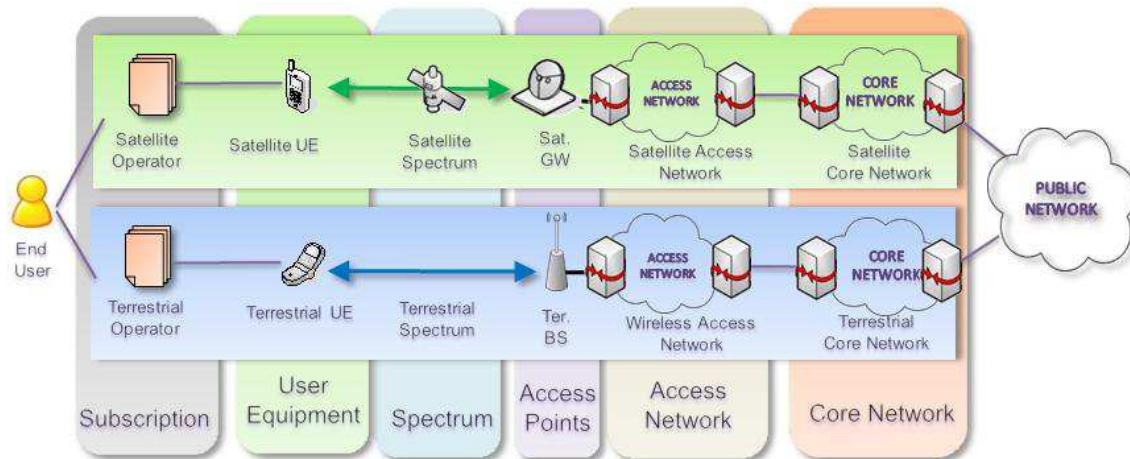 ACCESS
NETWORK
CORE
NETWORK
Satellite
Operator
Satellite UE
Satellite
Spectrum
Sat.
GW
Satellite Access
Network
Satellite
Core Network
End
User
PUBLIC
NETWORK
ACCESS
NETWORK
CORE
NETWORK
Terrestrial
Operator
Terrestrial UE
Terrestrial
Spectrum
Ter.
BS
Wireless Access
Network
Terrestrial
Core Network
Subscription
User
Equipment
Spectrum
Access
Points
Access
Network
Core Network